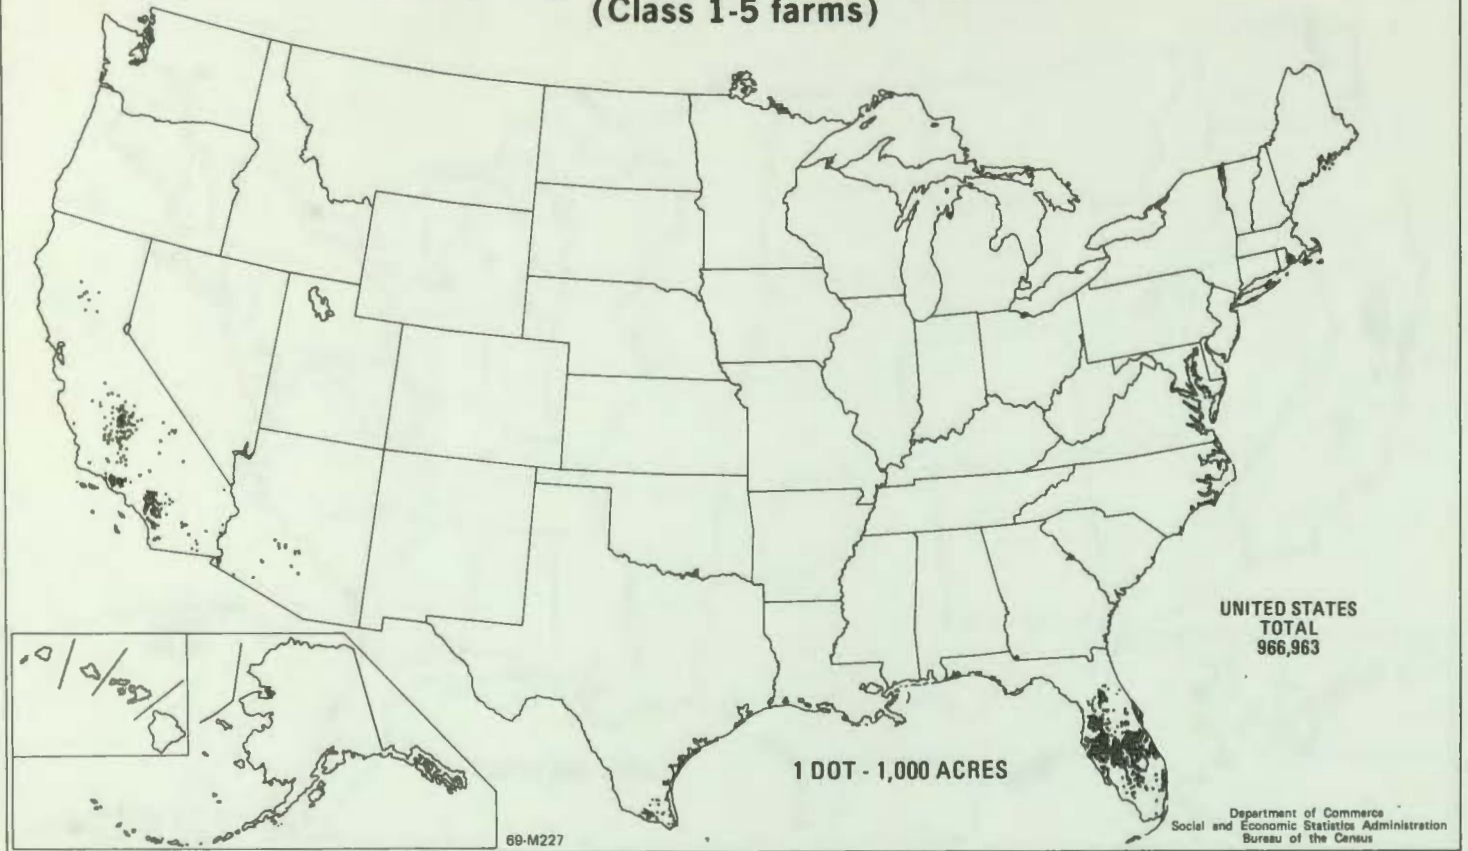 (Class 1-5 farms)
UNITED STATES
TOTAL
966,963
1 DOT - 1,000 ACRES
69-M227
Department of Commerce
Social and Economic Statistics Administration
Bureau of the Census